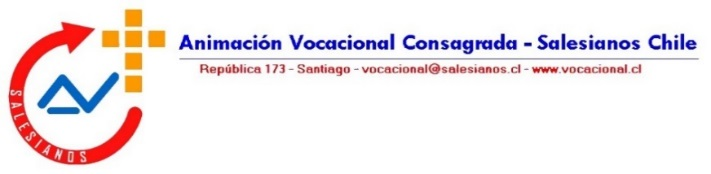 Animación Vocacional Consagrada - Salesianos Chile
República 173 - Santiago - vocacional@salesianos.cl - www.vocacional.cl
SALESIANOS